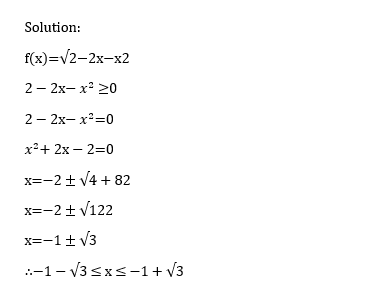 Solution:
f(x)=√2−2x−x2
2 – 2x– x² ≥0
2 – 2x– x²=0
x²+ 2x – 2=0
x=−2 ± √4 + 82
x=−2 ± √122
x=−1 ± √3
∴−1 − √3 ≤ x ≤ −1 + √3